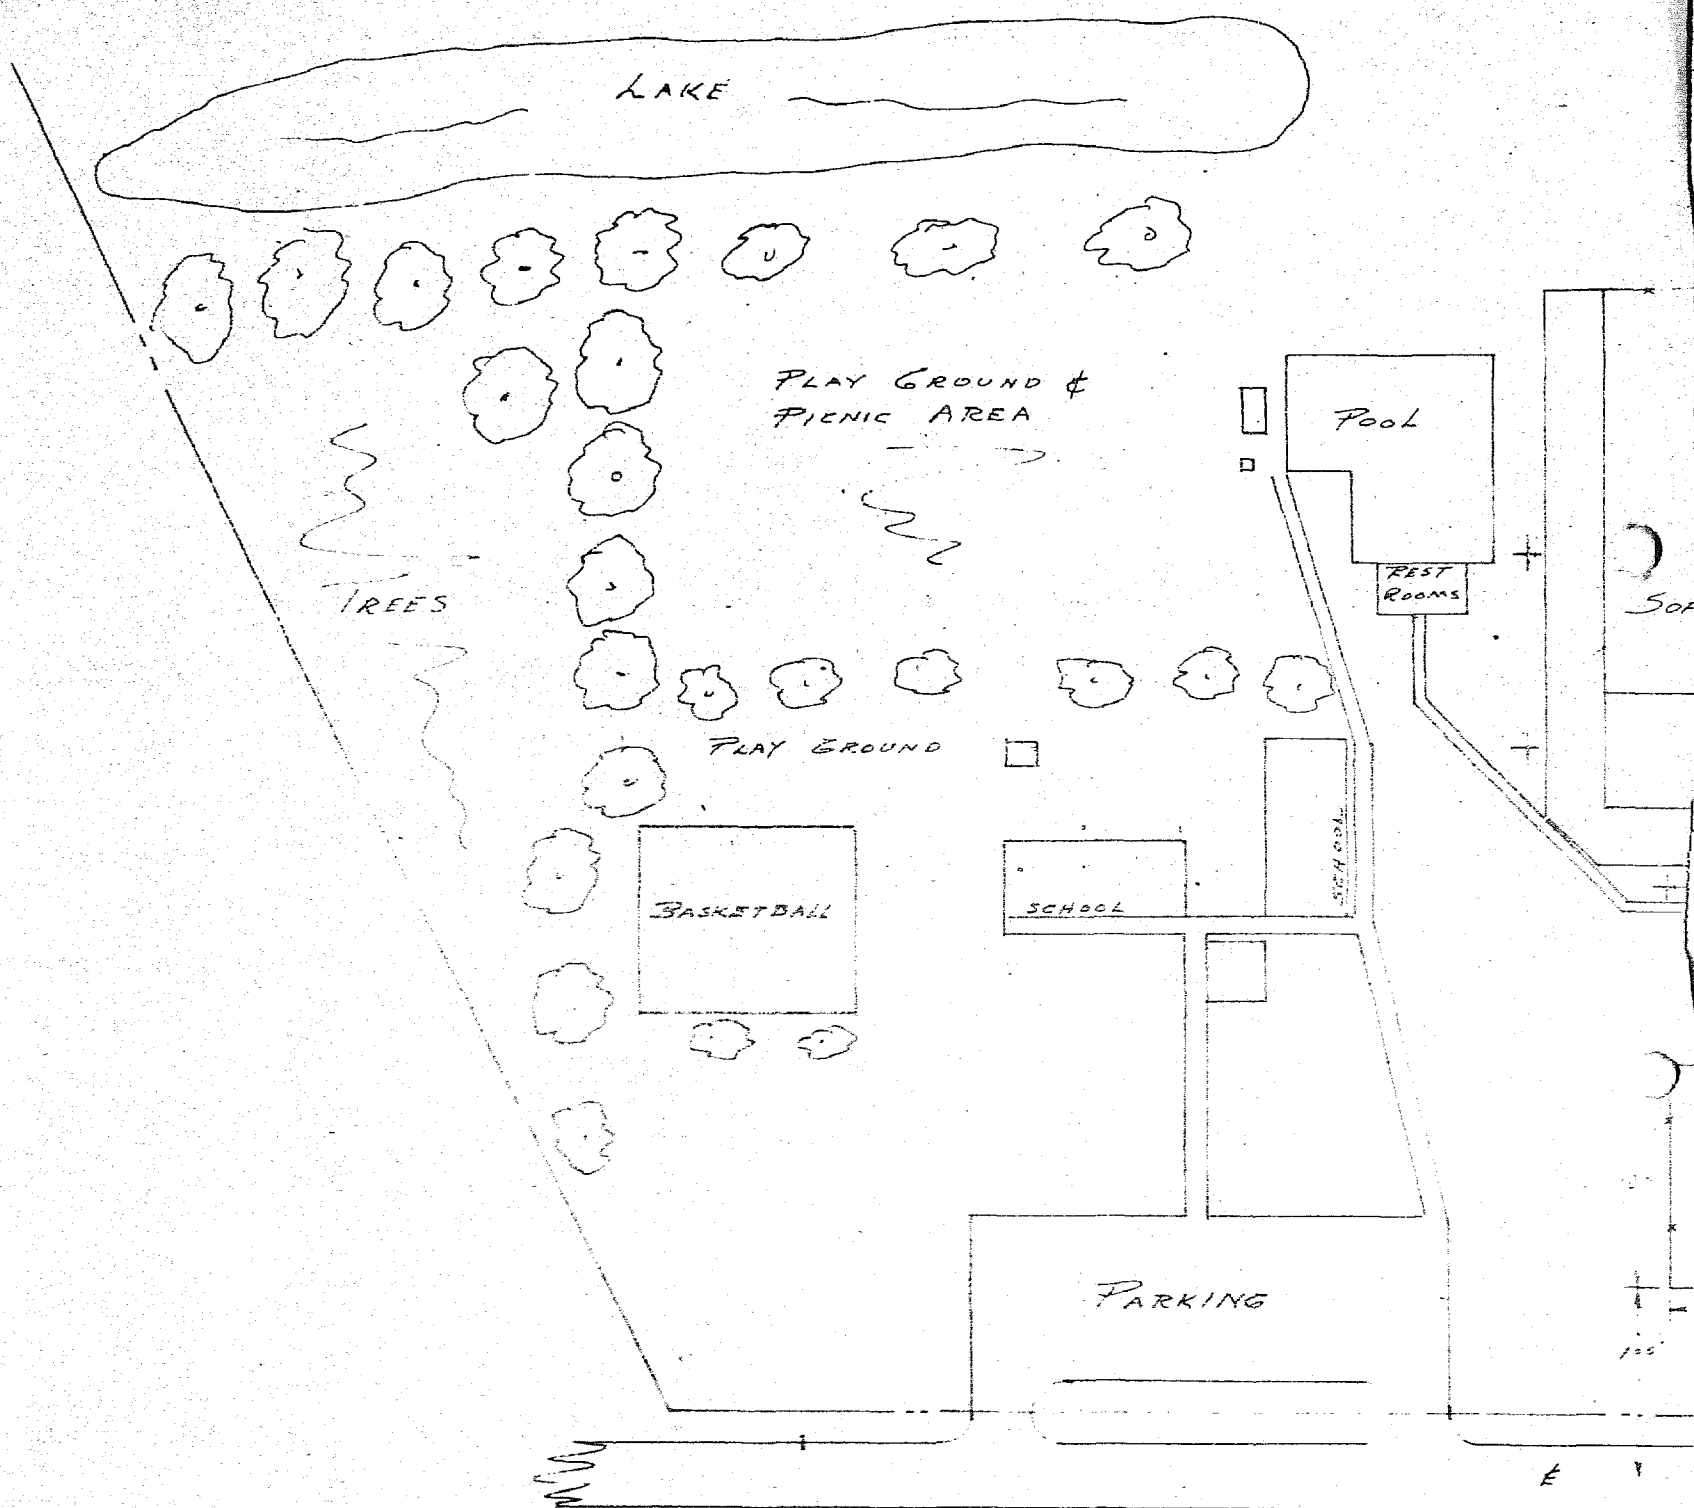 LAKE
PLAY GROUND &
PICNIC AREA
POOL
REST
ROOMS
TREES
PLAY GROUND
BASKETBALL
SCHOOL
SCHOOL
PARKING